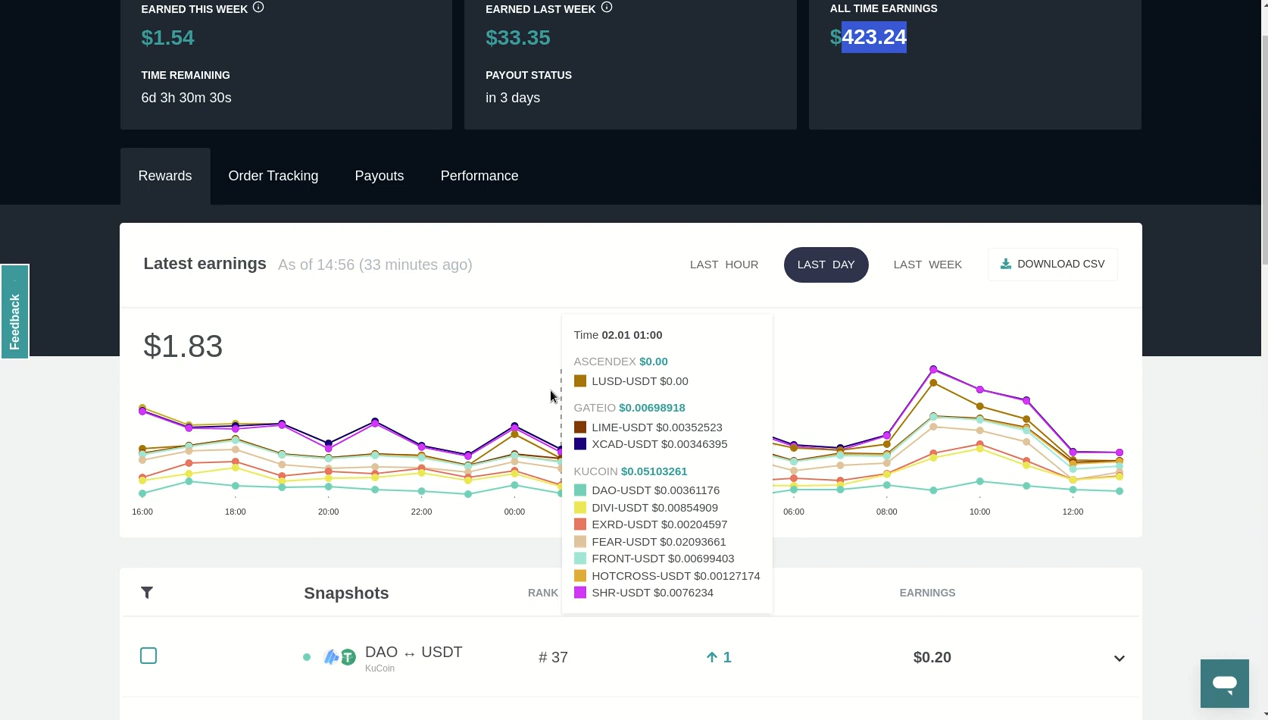 EARNED THIS WEEK
EARNED LAST WEEK
ALL TIME EARNINGS
$1.54
$33.35
$423.24
TIME REMAINING
PAYOUT STATUS
6d 3h 30m 30s
in 3 days
Rewards
Order Tracking
Payouts
Performance
Latest earnings
As of 14:56 (33 minutes ago)
LAST HOUR
LAST DAY
LAST WEEK
DOWNLOAD CSV
Feedback
$1.83
Time 02.01 01:00
ASCENDEX $0.00
LUSD-USDT $0.00
GATEIO $0.00698918
LIME-USDT $0.00352523
XCAD-USDT $0.00346395
KUCOIN $0.05103261
DAO-USDT $0.00361176
DIVI-USDT $0.00854909
EXRD-USDT $0.00204597
FEAR-USDT $0.02093661
FRONT-USDT $0.00699403
HOTCROSS-USDT $0.00127174
SHR-USDT $0.0076234
16:00
18:00
20:00
22:00
00:00
06:00
08:00
10:00
12:00
Snapshots
RANK
EARNINGS
DAO ↔ USDT
KuCoin
# 37
↑ 1
$0.20